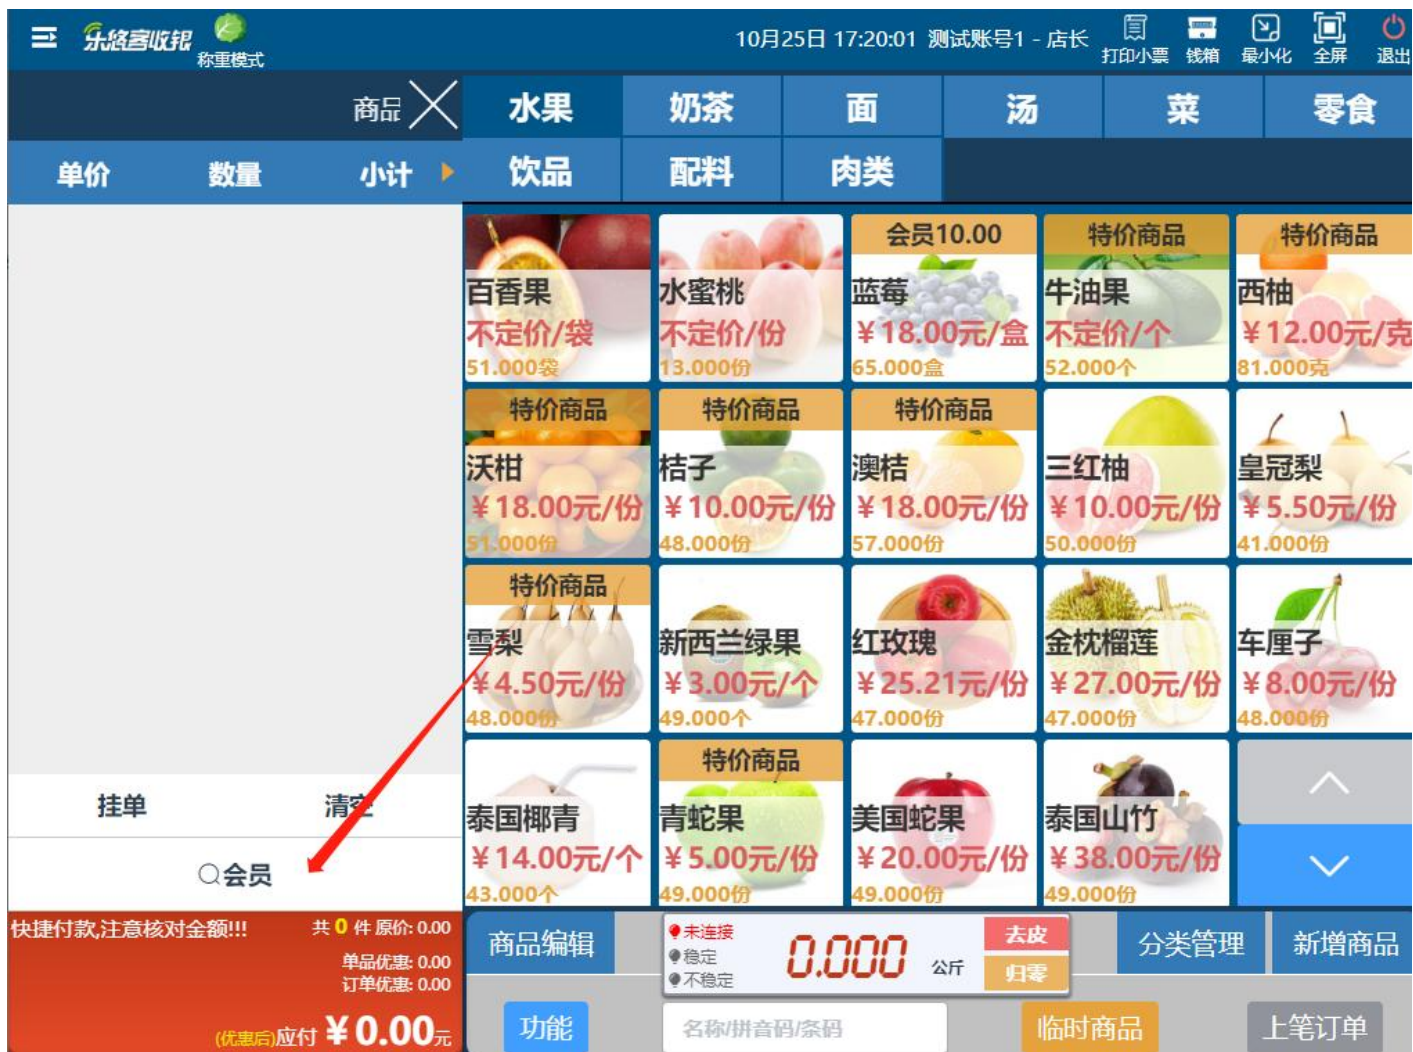 乐悠客收银
称重模式
10月25日 17:20:01 测试账号1 - 店长
打印小票 钱箱 最小化 全屏 退出
商品
单价 数量 小计
水果 奶茶 面 汤 菜 零食
饮品 配料 肉类
会员10.00 特价商品 特价商品
百香果 水蜜桃 蓝莓 牛油果 西柚
不定价/袋 不定价/份 ¥18.00元/盒 不定价/个 ¥12.00元/克
51.000袋 13.000份 65.000盒 52.000个 81.000克
特价商品 特价商品 特价商品
沃柑 桔子 澳桔 三红柚 皇冠梨
¥18.00元/份 ¥10.00元/份 ¥18.00元/份 ¥10.00元/份 ¥5.50元/份
51.000份 48.000份 57.000份 50.000份 41.000份
特价商品
雪梨 新西兰绿果 红玫瑰 金枕榴莲 车厘子
¥4.50元/份 ¥3.00元/个 ¥25.21元/份 ¥27.00元/份 ¥8.00元/份
48.000份 49.000个 47.000份 47.000份 48.000份
特价商品
泰国椰青 青蛇果 美国蛇果 泰国山竹
¥14.00元/个 ¥5.00元/份 ¥20.00元/份 ¥38.00元/份
43.000个 49.000份 49.000份 49.000份
挂单 清空
会员
快捷付款,注意核对金额!!! 共 0 件 原价: 0.00
单品优惠: 0.00
订单优惠: 0.00
(优惠后)应付 ¥0.00元
商品编辑
未连接
稳定
不稳定
0.000 公斤
去皮
归零
分类管理 新增商品
功能 名称/拼音码/条码 临时商品 上笔订单